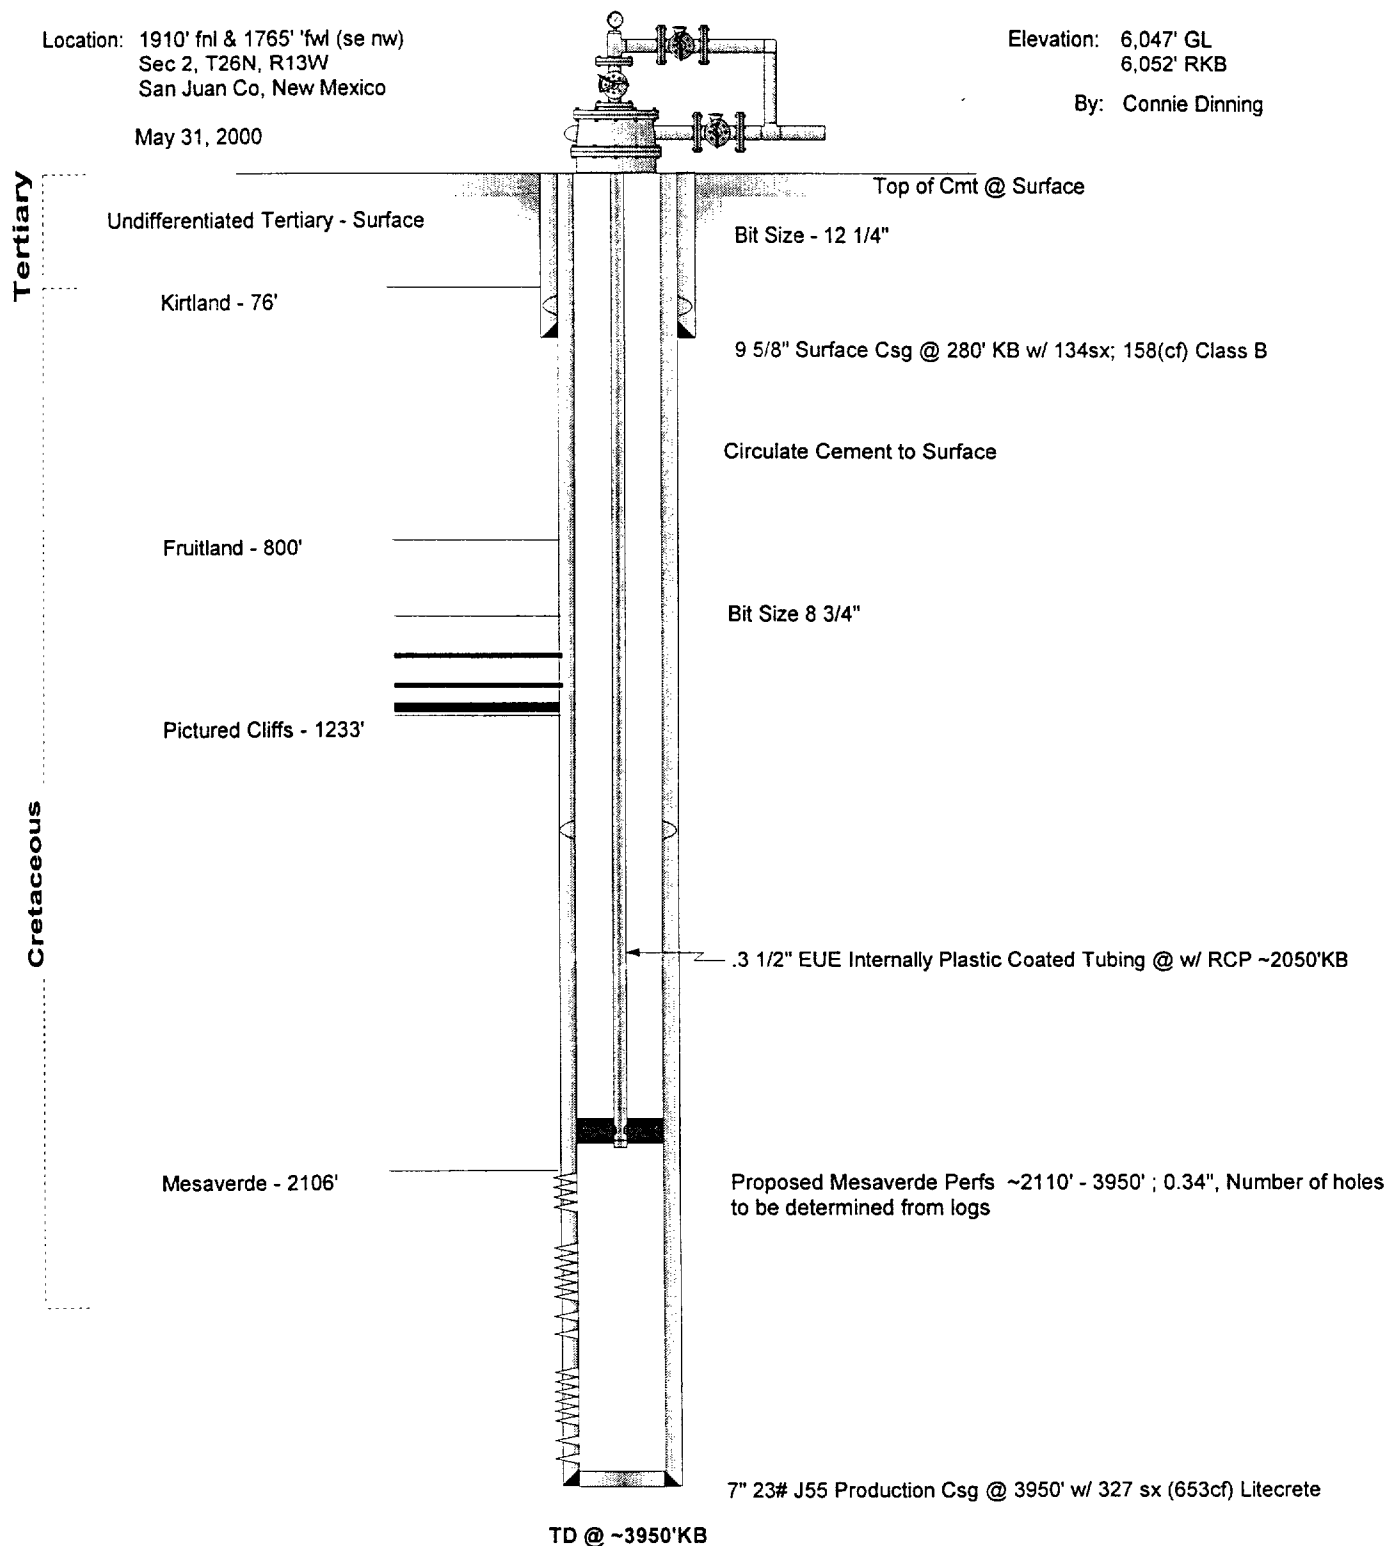 Location: 1910' fnl & 1765' 'fwl (se nw)
Sec 2, T26N, R13W
San Juan Co, New Mexico
May 31, 2000
Elevation: 6,047' GL
6,052' RKB
By: Connie Dinning
Tertiary
Top of Cmt @ Surface
Undifferentiated Tertiary - Surface
Bit Size - 12 1/4"
Kirtland - 76'
9 5/8" Surface Csg @ 280' KB w/ 134sx; 158(cf) Class B
Circulate Cement to Surface
Fruitland - 800'
Bit Size 8 3/4"
Pictured Cliffs - 1233'
Cretaceous
.3 1/2" EUE Internally Plastic Coated Tubing @ w/ RCP ~2050'KB
Mesaverde - 2106'
Proposed Mesaverde Perfs ~2110' - 3950' ; 0.34", Number of holes
to be determined from logs
7" 23# J55 Production Csg @ 3950' w/ 327 sx (653cf) Litecrete
TD @ ~3950'KB